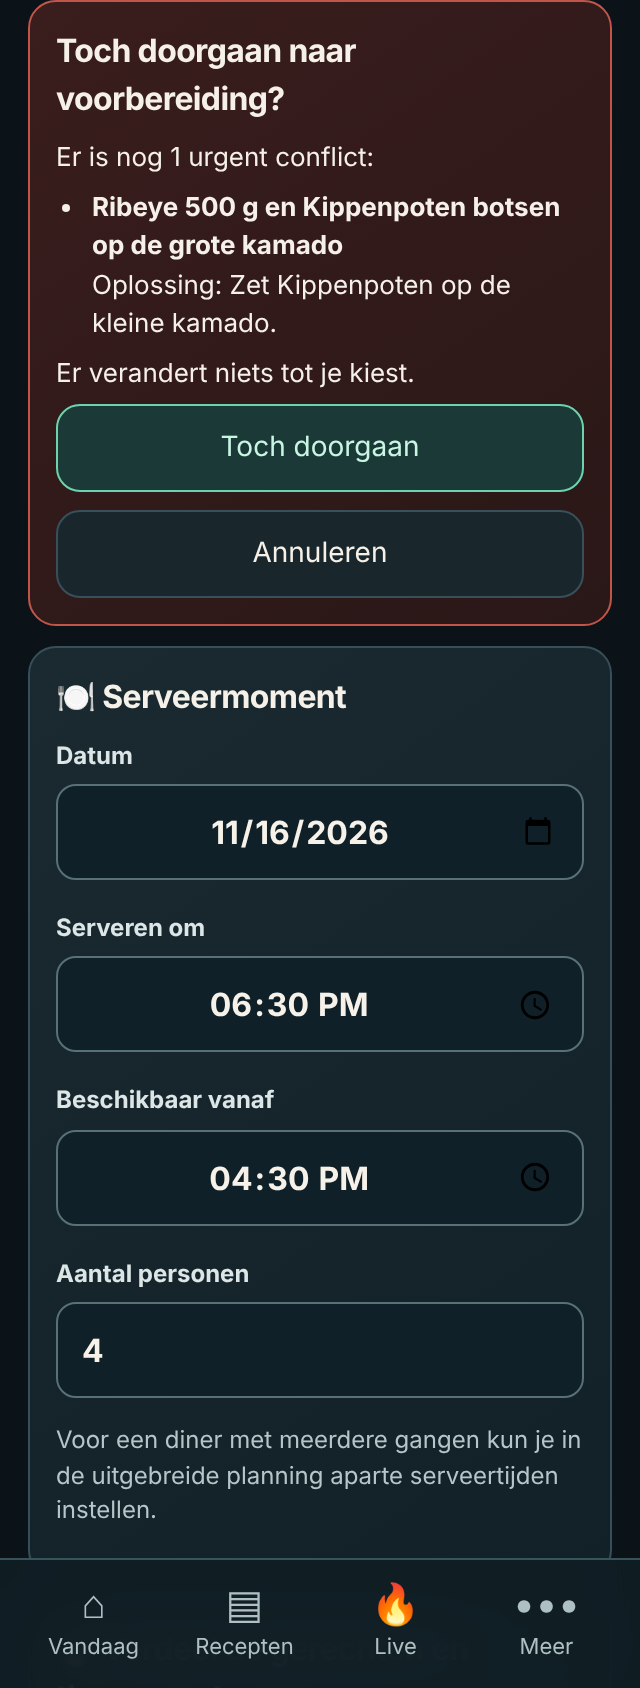 Toch doorgaan naar
voorbereiding?
Er is nog 1 urgent conflict:
• Ribeye 500 g en Kippenpoten botsen
op de grote kamado
Oplossing: Zet Kippenpoten op de
kleine kamado.
Er verandert niets tot je kiest.
Toch doorgaan
Annuleren
🍽️ Serveermoment
Datum
11/16/2026
Serveren om
06:30 PM
Beschikbaar vanaf
04:30 PM
Aantal personen
4
Voor een diner met meerdere gangen kun je in
de uitgebreide planning aparte serveertijden
instellen.
Vandaag
Recepten
Live
Meer